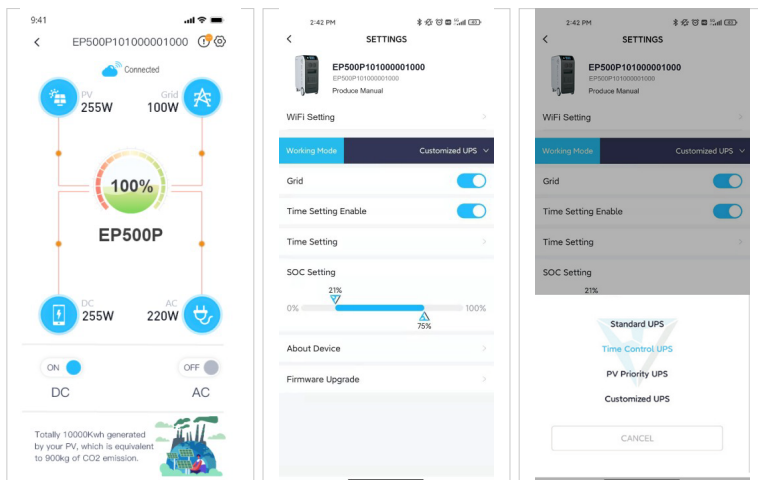 9:41
EP500P101000001000
Connected
PV
255W
Grid
100W
100%
EP500P
DC
255W
AC
220W
ON
OFF
DC
AC
Totally 10000Kwh generated
by your PV, which is equivalent
to 900kg of CO2 emission.
2:42 PM
SETTINGS
EP500P101000001000
EP500P101000001000
Produce Manual
WiFi Setting
Working Mode
Customized UPS
Grid
Time Setting Enable
Time Setting
SOC Setting
21%
0%
100%
75%
About Device
Firmware Upgrade
2:42 PM
SETTINGS
EP500P101000001000
EP500P101000001000
Produce Manual
WiFi Setting
Working Mode
Customized UPS
Grid
Time Setting Enable
Time Setting
SOC Setting
21%
Standard UPS
Time Control UPS
PV Priority UPS
Customized UPS
CANCEL